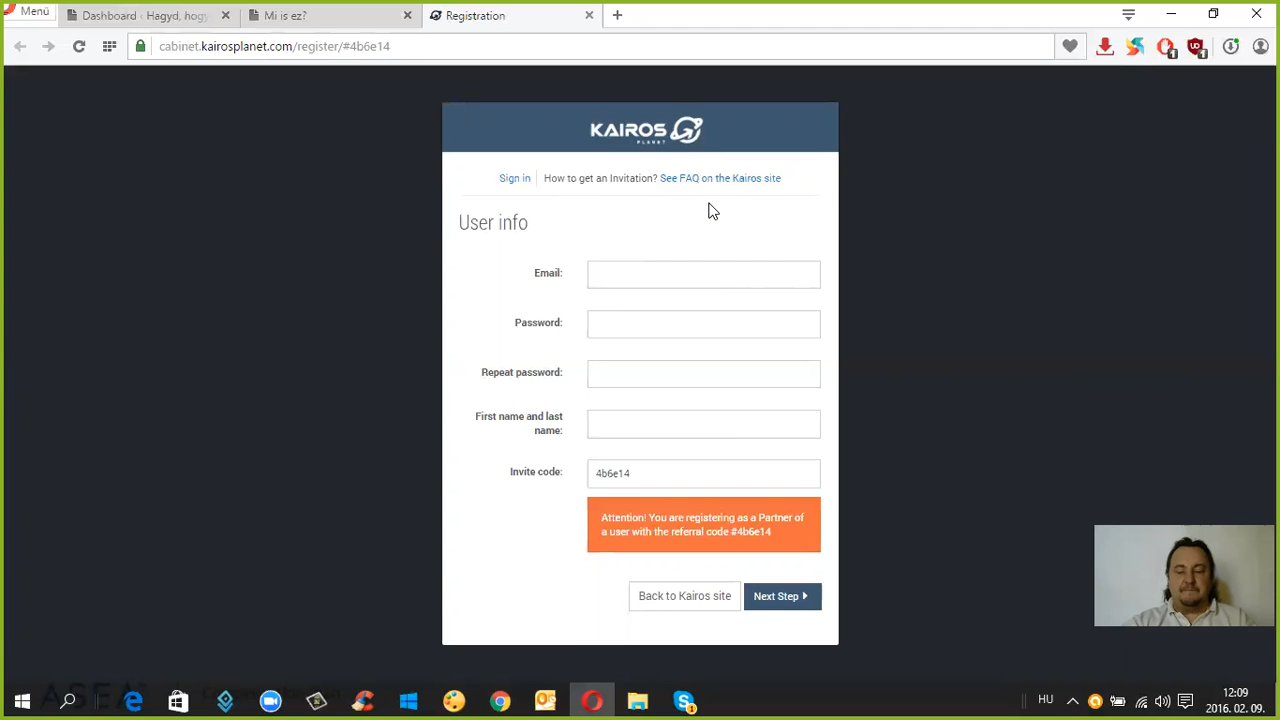 Menü
Dashboard ‹ Hagyd, hogy
Mi is ez?
Registration
cabinet.kairosplanet.com/register/#4b6e14
1
1
KAIROS
PLANET
Sign in
How to get an Invitation? See FAQ on the Kairos site
User info
Email:
Password:
Repeat password:
First name and last
name:
Invite code:
4b6e14
Attention! You are registering as a Partner of
a user with the referral code #4b6e14
Back to Kairos site
Next Step
HU
12:09
2016. 02. 09.